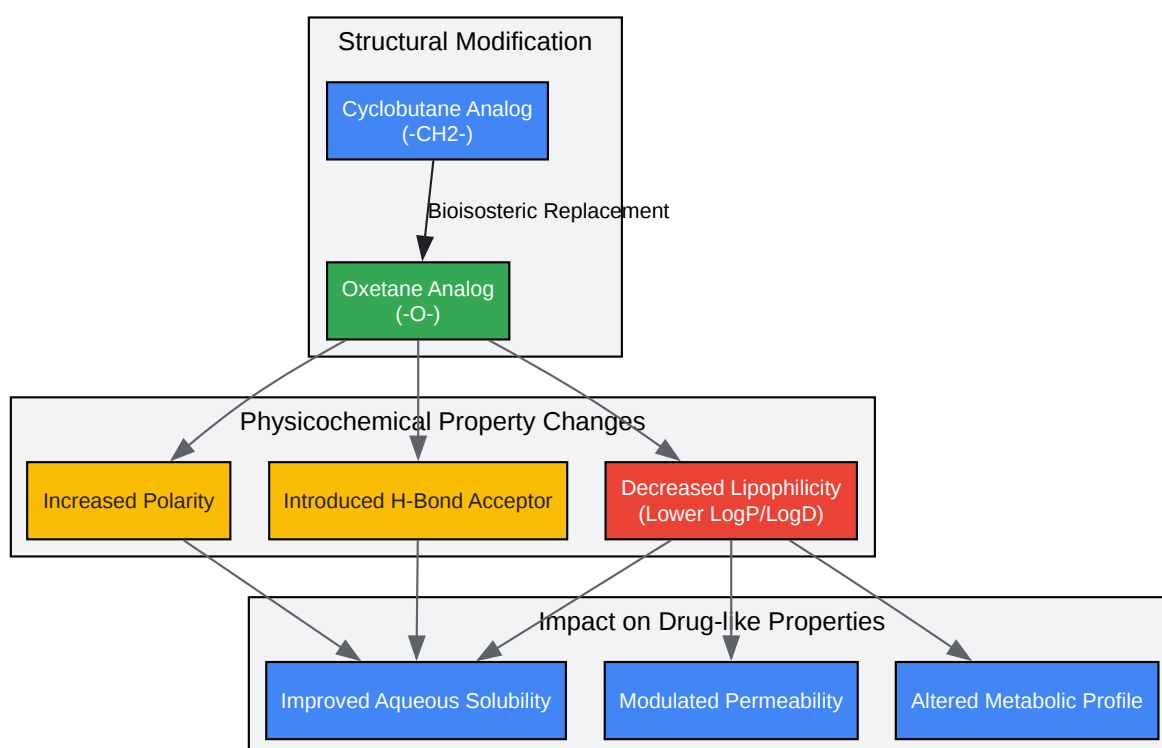 Structural Modification
Cyclobutane Analog
(-CH2-)
Bioisosteric Replacement
Oxetane Analog
(-O-)
Physicochemical Property Changes
Increased Polarity
Introduced H-Bond Acceptor
Decreased Lipophilicity
(Lower LogP/LogD)
Impact on Drug-like Properties
Improved Aqueous Solubility
Modulated Permeability
Altered Metabolic Profile